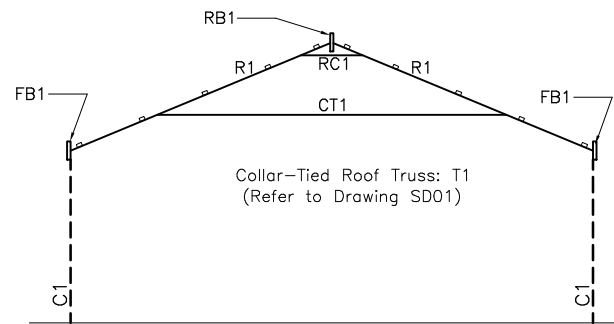 RB1
R1
RC1
R1
FB1
FB1
CT1
Collar-Tied Roof Truss: T1
(Refer to Drawing SD01)
C1
C1